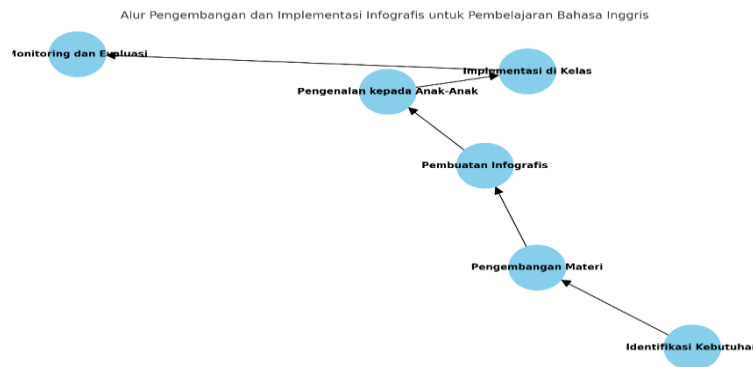 Alur Pengembangan dan Implementasi Infografis untuk Pembelajaran Bahasa Inggris
Monitoring dan Evaluasi
Implementasi di Kelas
Pengenalan kepada Anak-Anak
Pembuatan Infografis
Pengembangan Materi
Identifikasi Kebutuhan